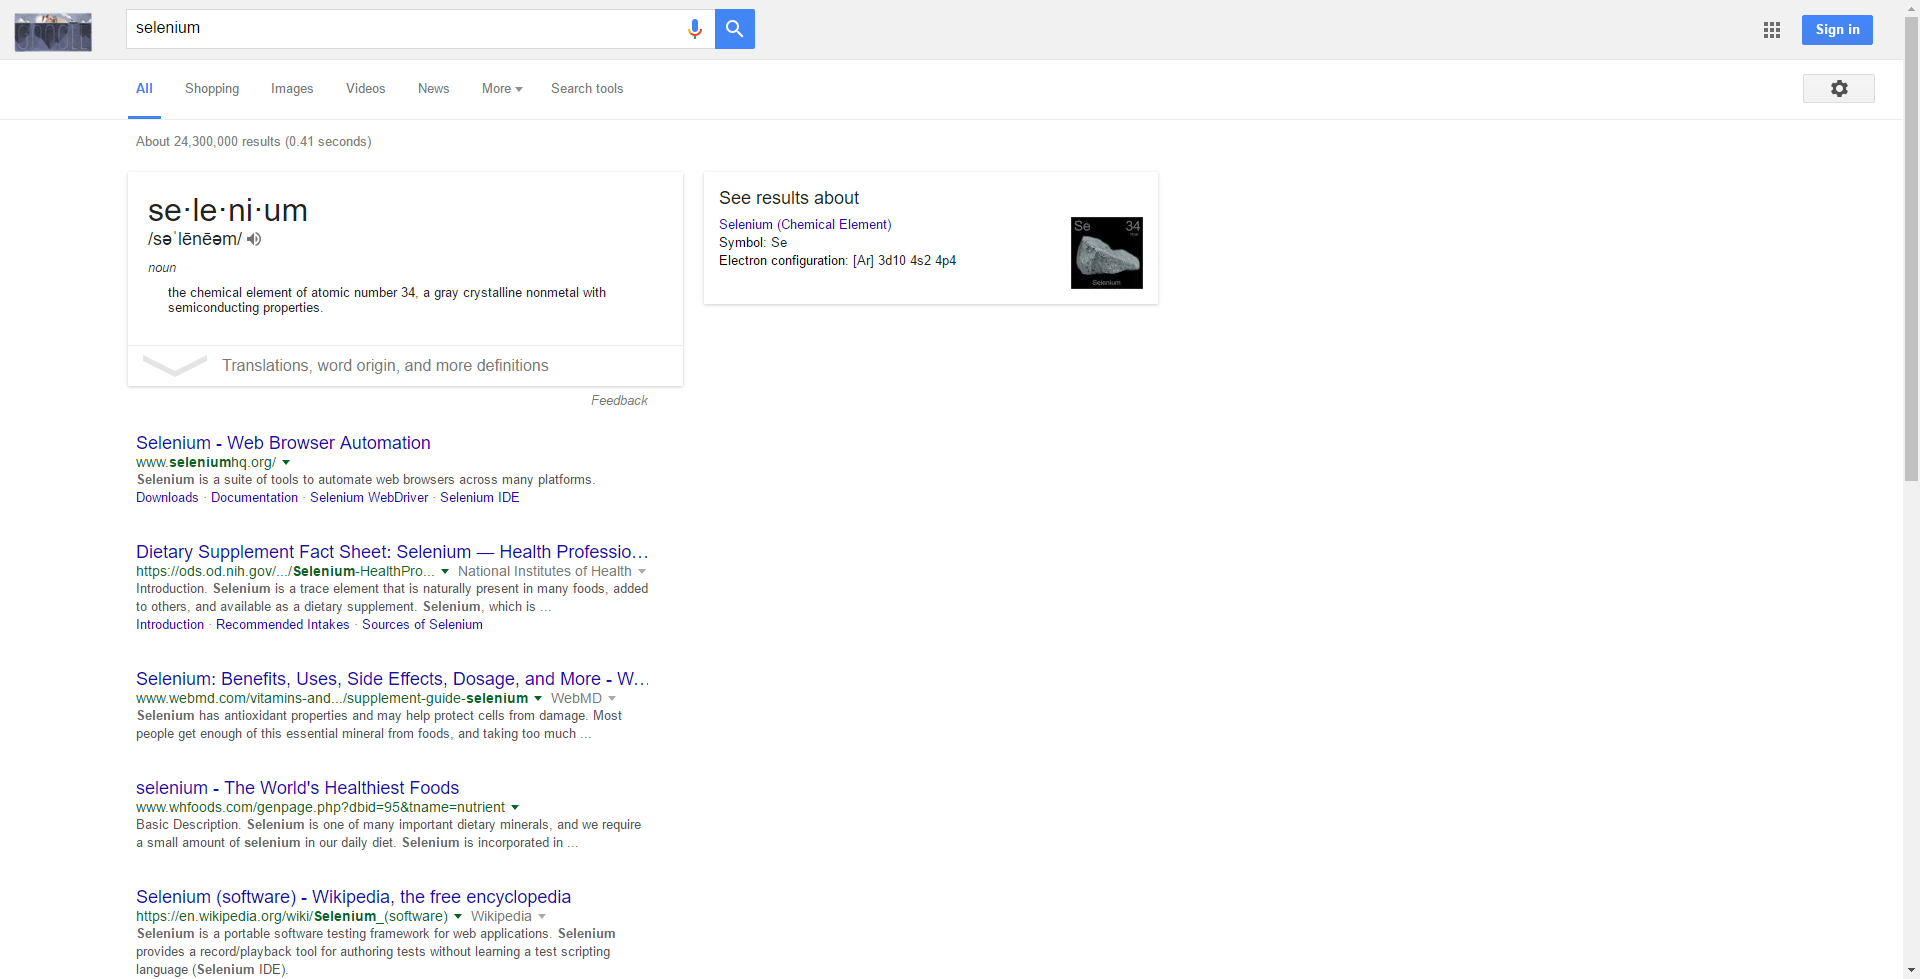 selenium
Sign in
All Shopping Images Videos News More Search tools
About 24,300,000 results (0.41 seconds)
se·le·ni·um
/səˈlēnēəm/
noun
the chemical element of atomic number 34, a gray crystalline nonmetal with
semiconducting properties.
Translations, word origin, and more definitions
Feedback
See results about
Selenium (Chemical Element)
Symbol: Se
Electron configuration: [Ar] 3d10 4s2 4p4
Se 34
Selenium
Selenium - Web Browser Automation
www.seleniumhq.org/
Selenium is a suite of tools to automate web browsers across many platforms.
Downloads · Documentation · Selenium WebDriver · Selenium IDE
Dietary Supplement Fact Sheet: Selenium — Health Professio...
https://ods.od.nih.gov/.../Selenium-HealthPro... National Institutes of Health
Introduction. Selenium is a trace element that is naturally present in many foods, added
to others, and available as a dietary supplement. Selenium, which is ...
Introduction · Recommended Intakes · Sources of Selenium
Selenium: Benefits, Uses, Side Effects, Dosage, and More - W...
www.webmd.com/vitamins-and.../supplement-guide-selenium WebMD
Selenium has antioxidant properties and may help protect cells from damage. Most
people get enough of this essential mineral from foods, and taking too much ...
selenium - The World's Healthiest Foods
www.whfoods.com/genpage.php?dbid=95&tname=nutrient
Basic Description. Selenium is one of many important dietary minerals, and we require
a small amount of selenium in our daily diet. Selenium is incorporated in ...
Selenium (software) - Wikipedia, the free encyclopedia
https://en.wikipedia.org/wiki/Selenium_(software) Wikipedia
Selenium is a portable software testing framework for web applications. Selenium
provides a record/playback tool for authoring tests without learning a test scripting
language (Selenium IDE).